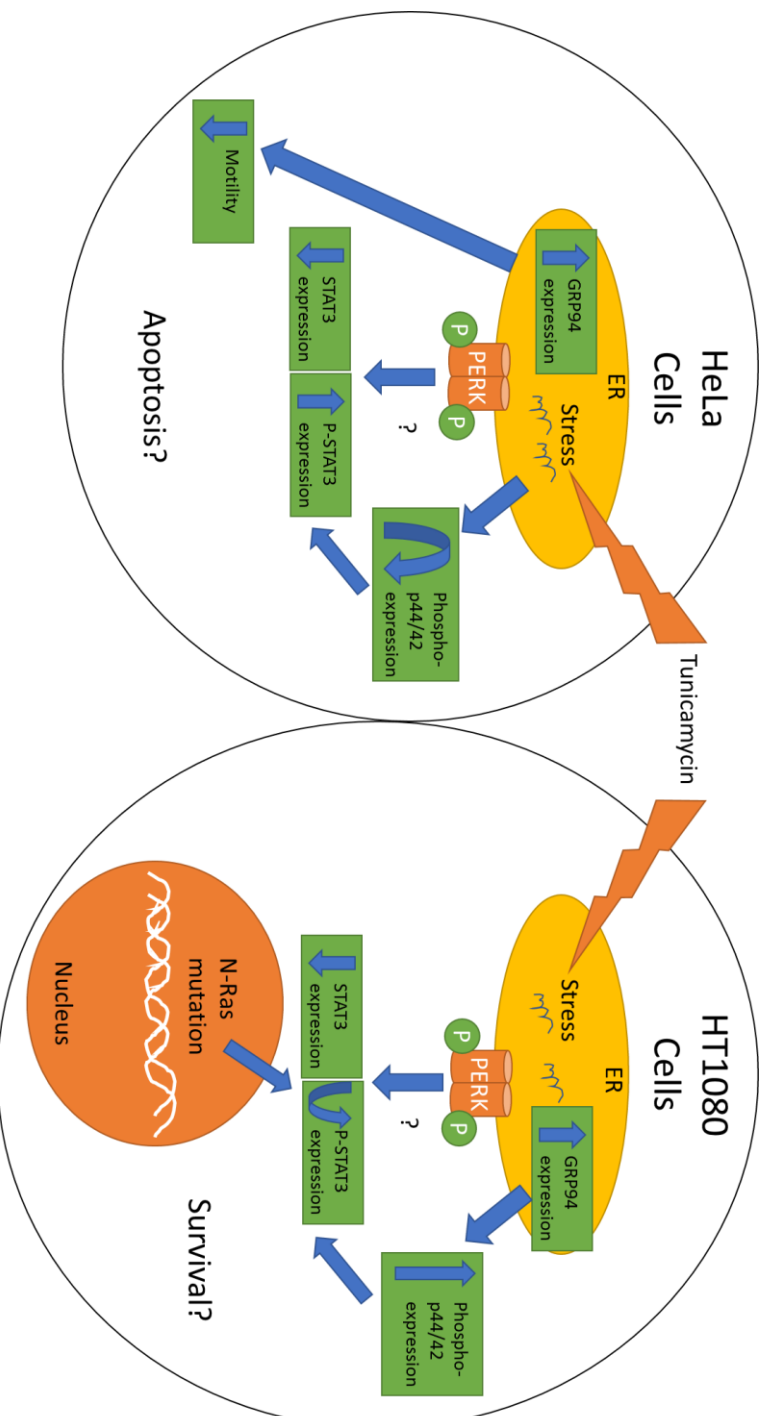 Tunicamycin
HeLa
Cells
ER
GRP94
expression
Stress
P
PERK
P
?
STAT3
expression
P-STAT3
expression
Phospho-
p44/42
expression
Motility
Apoptosis?
HT1080
Cells
ER
Stress
GRP94
expression
P
PERK
P
?
STAT3
expression
P-STAT3
expression
Phospho-
p44/42
expression
N-Ras
mutation
Nucleus
Survival?